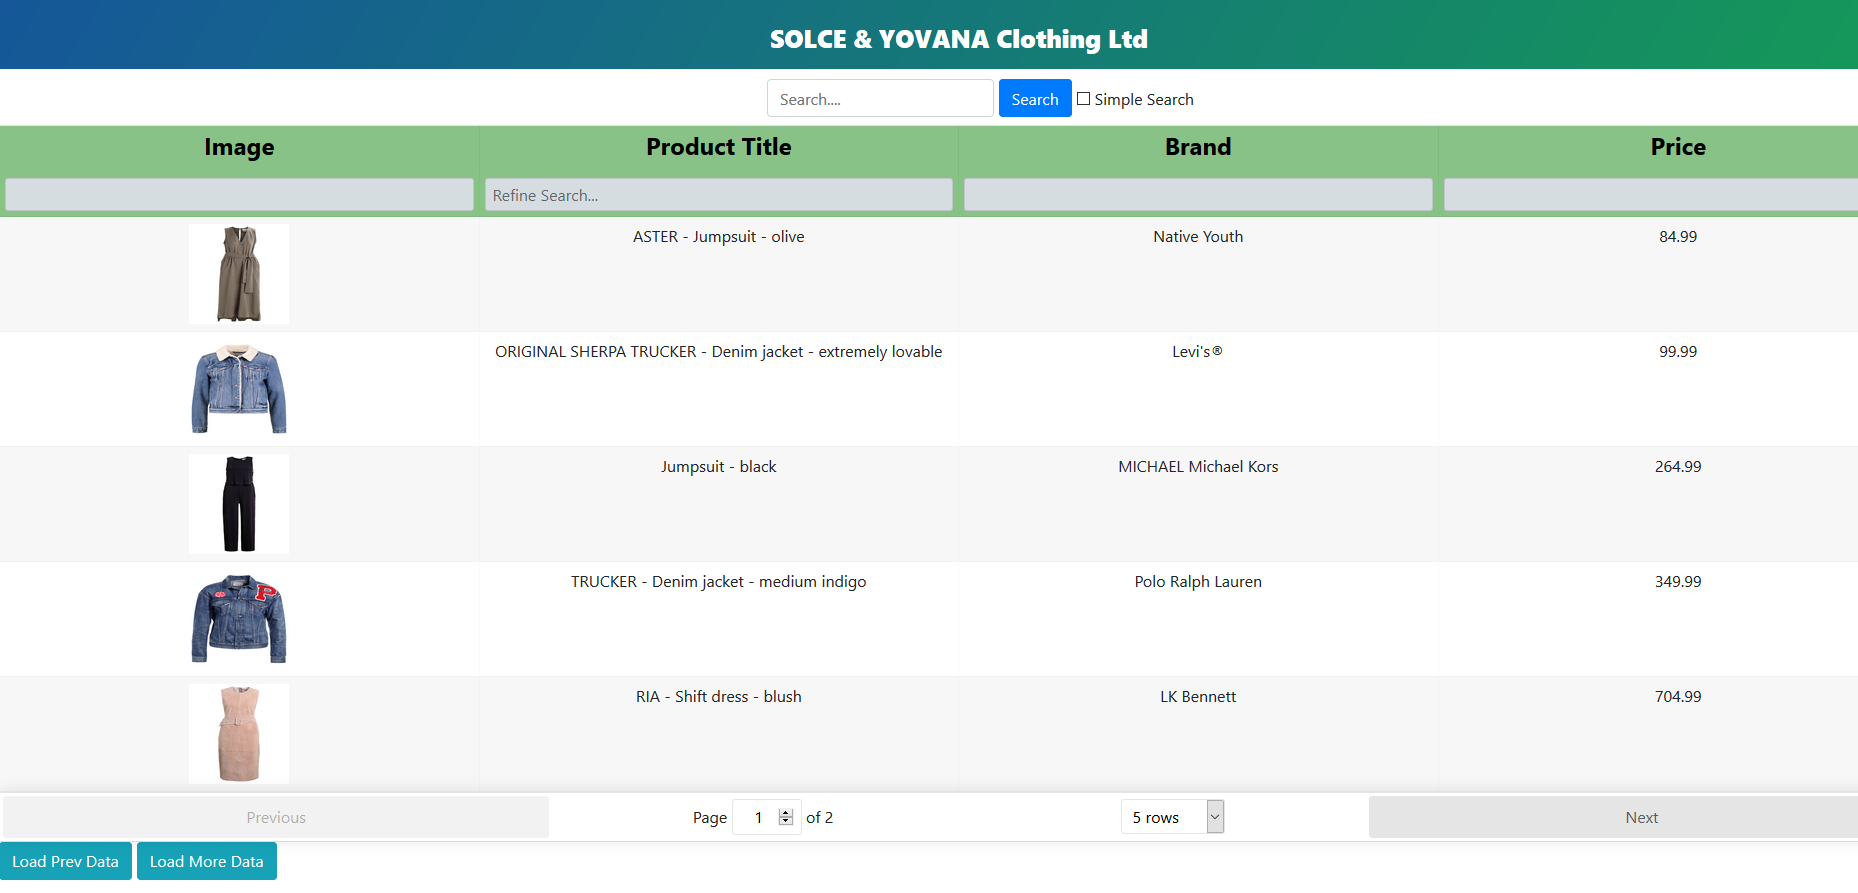 SOLCE & YOVANA Clothing Ltd
Search.... Search Simple Search
Image Product Title Brand Price
Refine Search...
ASTER - Jumpsuit - olive Native Youth 84.99
ORIGINAL SHERPA TRUCKER - Denim jacket - extremely lovable Levi's® 99.99
Jumpsuit - black MICHAEL Michael Kors 264.99
TRUCKER - Denim jacket - medium indigo Polo Ralph Lauren 349.99
P
RIA - Shift dress - blush LK Bennett 704.99
Previous Page 1 of 2 5 rows Next
Load Prev Data Load More Data